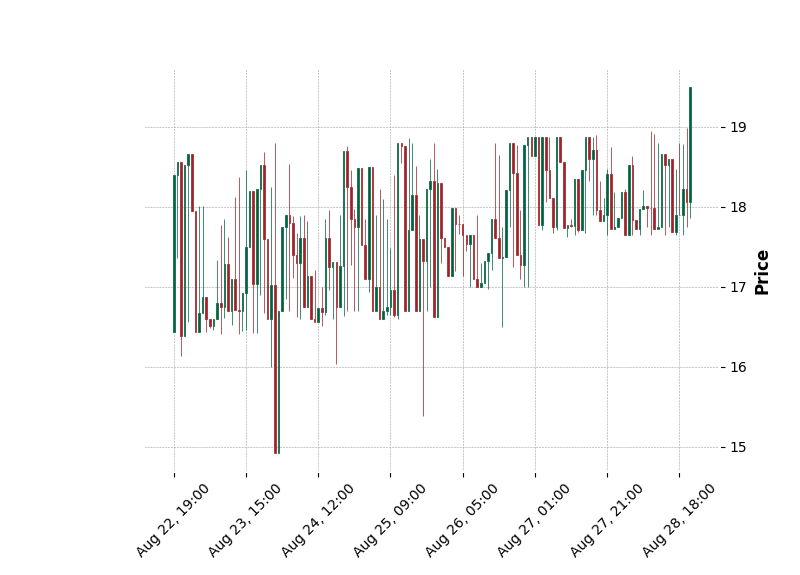 19
18
17
16
15
Price
Aug 22, 19:00
Aug 23, 15:00
Aug 24, 12:00
Aug 25, 09:00
Aug 26, 05:00
Aug 27, 01:00
Aug 27, 21:00
Aug 28, 18:00